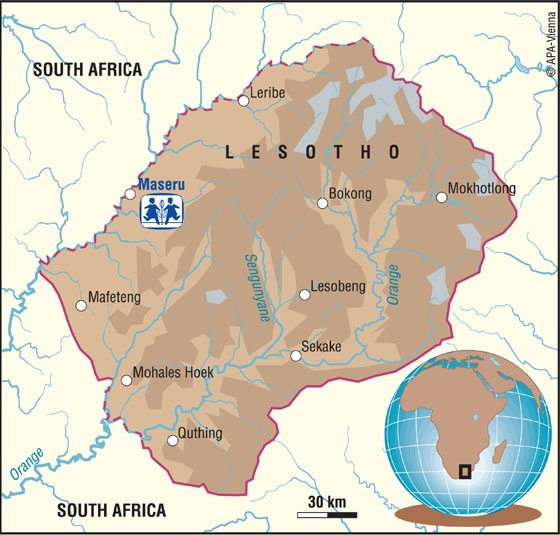 © APA-Vienna
SOUTH AFRICA
Leribe
LESOTHO
Maseru
Bokong
Mokhotlong
Sengunyane
Orange
Lesobeng
Mafeteng
Sekake
Mohales Hoek
Quthing
Orange
SOUTH AFRICA
30 km